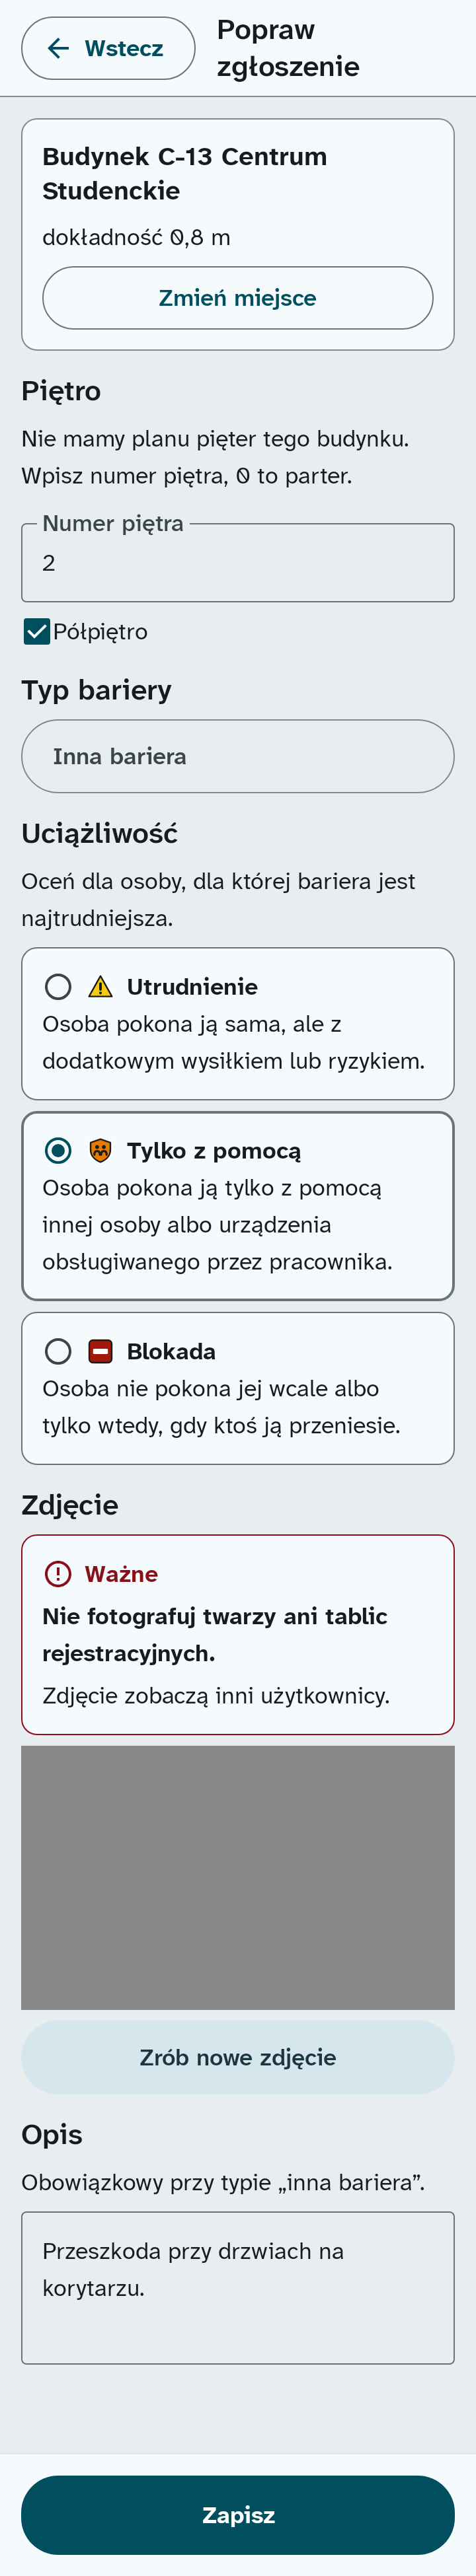 Wstecz
Popraw
zgłoszenie
Budynek C-13 Centrum
Studenckie
dokładność 0,8 m
Zmień miejsce
Piętro
Nie mamy planu pięter tego budynku.
Wpisz numer piętra, 0 to parter.
Numer piętra
2
Półpiętro
Typ bariery
Inna bariera
Uciążliwość
Oceń dla osoby, dla której bariera jest
najtrudniejsza.
Utrudnienie
Osoba pokona ją sama, ale z
dodatkowym wysiłkiem lub ryzykiem.
Tylko z pomocą
Osoba pokona ją tylko z pomocą
innej osoby albo urządzenia
obsługiwanego przez pracownika.
Blokada
Osoba nie pokona jej wcale albo
tylko wtedy, gdy ktoś ją przeniesie.
Zdjęcie
Ważne
Nie fotografuj twarzy ani tablic
rejestracyjnych.
Zdjęcie zobaczą inni użytkownicy.
Zrób nowe zdjęcie
Opis
Obowiązkowy przy typie „inna bariera”.
Przeszkoda przy drzwiach na
korytarzu.
Zapisz